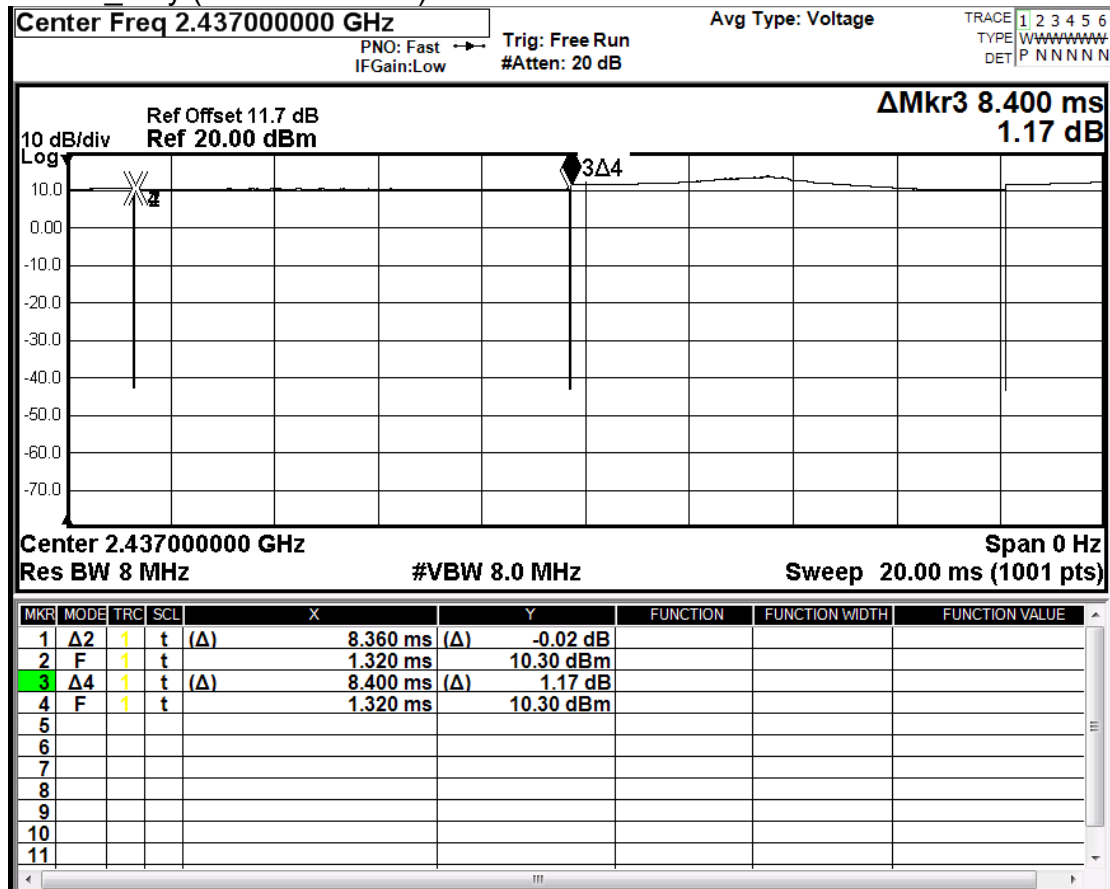 Center Freq 2.437000000 GHz
PNO: Fast
IFGain:Low
Trig: Free Run
#Atten: 20 dB
Avg Type: Voltage
TRACE 1 2 3 4 5 6
TYPE W W W W W W
DET P N N N N N
Ref Offset 11.7 dB
Ref 20.00 dBm
10 dB/div
Log
ΔMkr3 8.400 ms
1.17 dB
3Δ4
10.0
0.00
-10.0
-20.0
-30.0
-40.0
-50.0
-60.0
-70.0
Center 2.437000000 GHz
Span 0 Hz
Res BW 8 MHz
#VBW 8.0 MHz
Sweep 20.00 ms (1001 pts)
MKR MODE TRC SCL X Y FUNCTION FUNCTION WIDTH FUNCTION VALUE
1 Δ2 1 t (Δ) 8.360 ms (Δ) -0.02 dB
2 F 1 t 1.320 ms 10.30 dBm
3 Δ4 1 t (Δ) 8.400 ms (Δ) 1.17 dB
4 F 1 t 1.320 ms 10.30 dBm
5
6
7
8
9
10
11